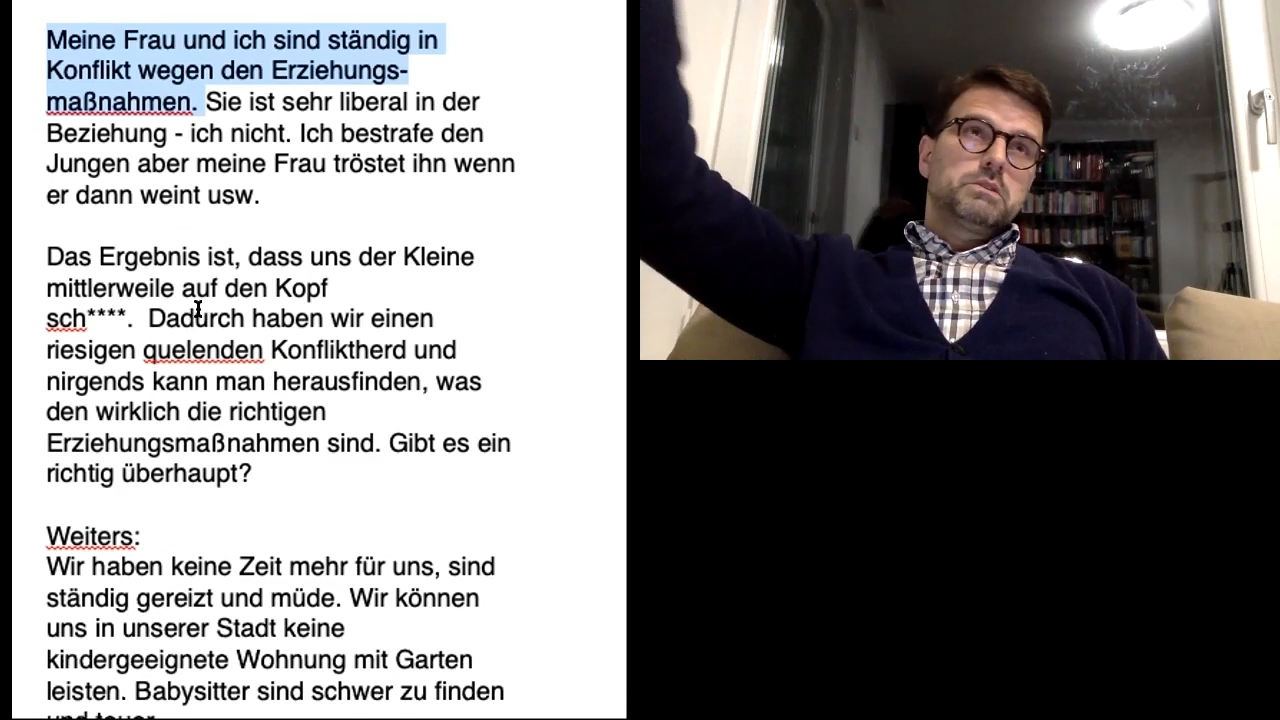 Meine Frau und ich sind ständig in
Konflikt wegen den Erziehungs-
maßnahmen. Sie ist sehr liberal in der
Beziehung - ich nicht. Ich bestrafe den
Jungen aber meine Frau tröstet ihn wenn
er dann weint usw.
Das Ergebnis ist, dass uns der Kleine
mittlerweile auf den Kopf
sch****.  Dadurch haben wir einen
riesigen quelenden Konfliktherd und
nirgends kann man herausfinden, was
den wirklich die richtigen
Erziehungsmaßnahmen sind. Gibt es ein
richtig überhaupt?
Weiters:
Wir haben keine Zeit mehr für uns, sind
ständig gereizt und müde. Wir können
uns in unserer Stadt keine
kindergeeignete Wohnung mit Garten
leisten. Babysitter sind schwer zu finden
und teuer